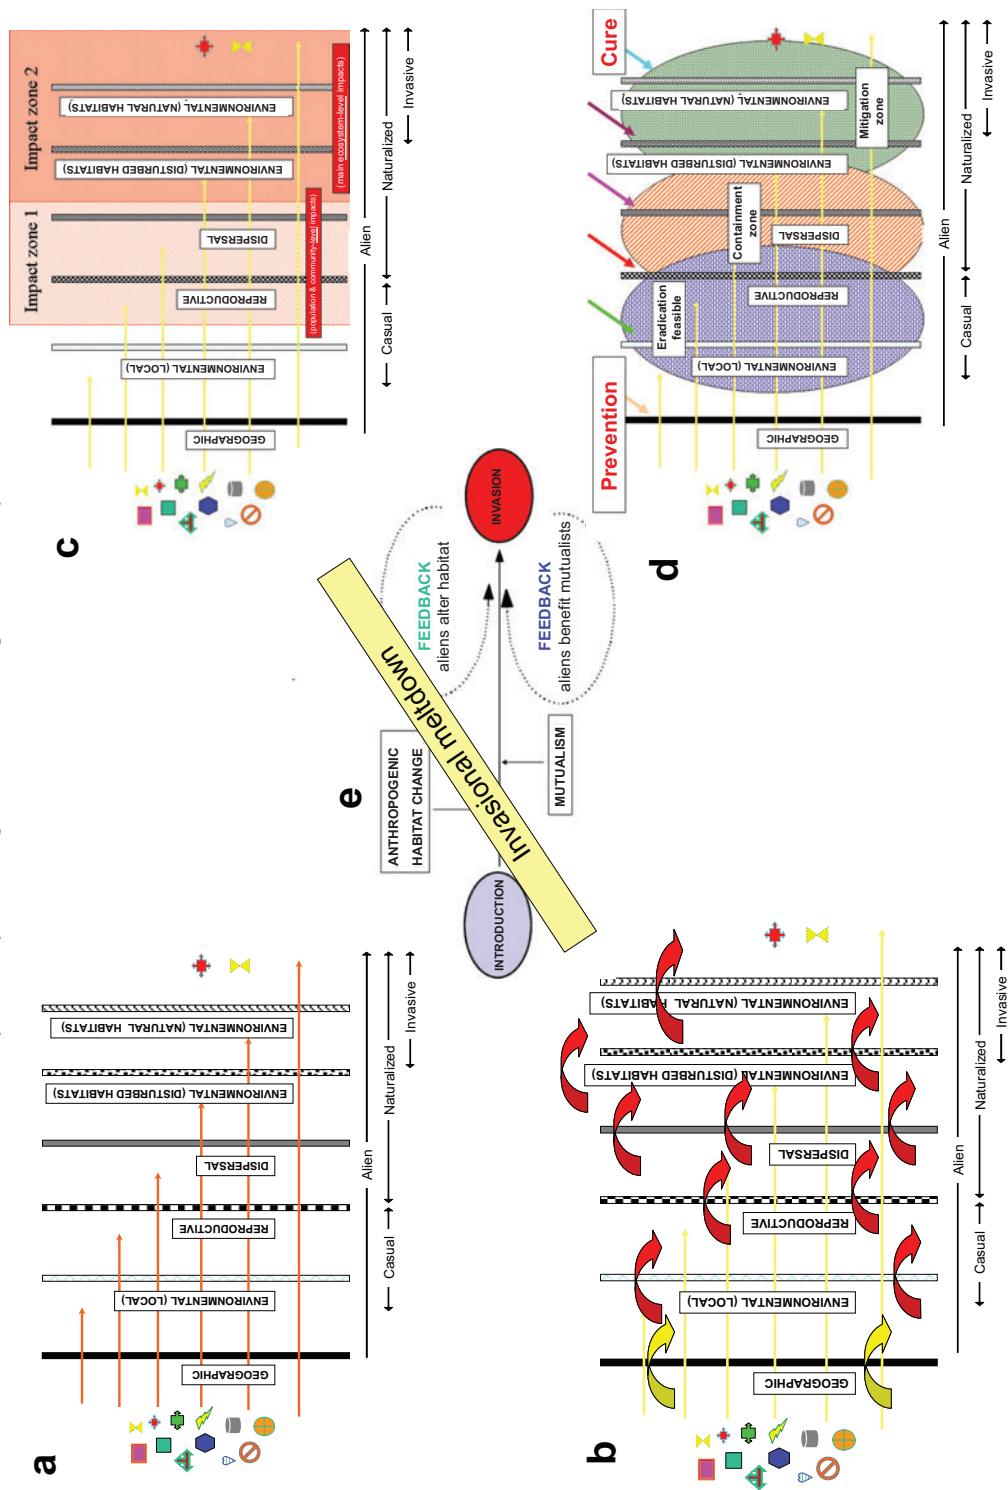 c
Impact zone 1
Impact zone 2
GEOGRAPHIC
ENVIRONMENTAL (LOCAL)
REPRODUCTIVE
DISPERSAL
ENVIRONMENTAL (DISTURBED HABITATS)
ENVIRONMENTAL (NATURAL HABITATS)
(population & community-level impacts)
(main ecosystem-level impacts)
Alien
Casual
Naturalized
Invasive
d
Prevention
Cure
GEOGRAPHIC
ENVIRONMENTAL (LOCAL)
Eradication
feasible
REPRODUCTIVE
Containment
zone
DISPERSAL
ENVIRONMENTAL (DISTURBED HABITATS)
ENVIRONMENTAL (NATURAL HABITATS)
Mitigation
zone
Alien
Casual
Naturalized
Invasive
e
INTRODUCTION
ANTHROPOGENIC
HABITAT CHANGE
Invasional meltdown
MUTUALISM
FEEDBACK
aliens alter habitat
FEEDBACK
aliens benefit mutualists
INVASION
a
GEOGRAPHIC
ENVIRONMENTAL (LOCAL)
REPRODUCTIVE
DISPERSAL
ENVIRONMENTAL (DISTURBED HABITATS)
ENVIRONMENTAL (NATURAL HABITATS)
Alien
Casual
Naturalized
Invasive
b
GEOGRAPHIC
ENVIRONMENTAL (LOCAL)
REPRODUCTIVE
DISPERSAL
ENVIRONMENTAL (DISTURBED HABITATS)
ENVIRONMENTAL (NATURAL HABITATS)
Alien
Casual
Naturalized
Invasive